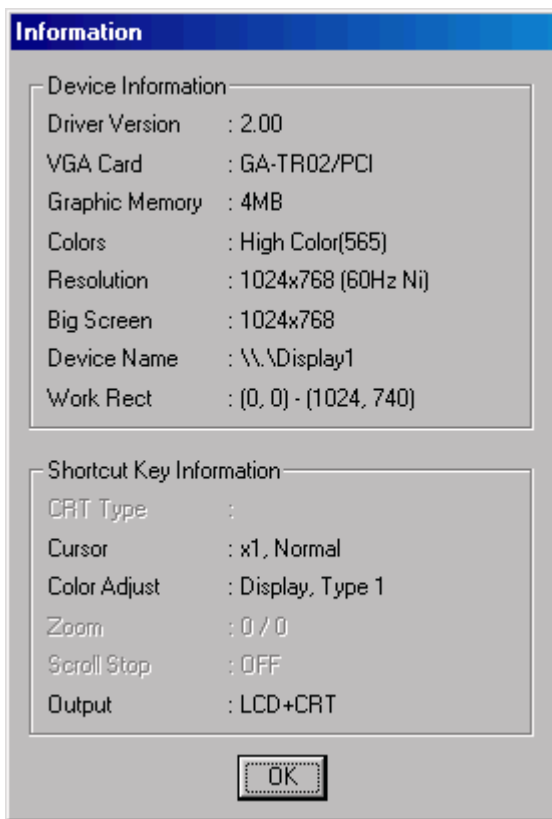 Information
Device Information
Driver Version : 2.00
VGA Card : GA-TR02/PCI
Graphic Memory : 4MB
Colors : High Color(565)
Resolution : 1024x768 (60Hz Ni)
Big Screen : 1024x768
Device Name : \\.\Display1
Work Rect : (0, 0) - (1024, 740)
Shortcut Key Information
CRT Type :
Cursor : x1, Normal
Color Adjust : Display, Type 1
Zoom : 0 / 0
Scroll Stop : OFF
Output : LCD+CRT
OK